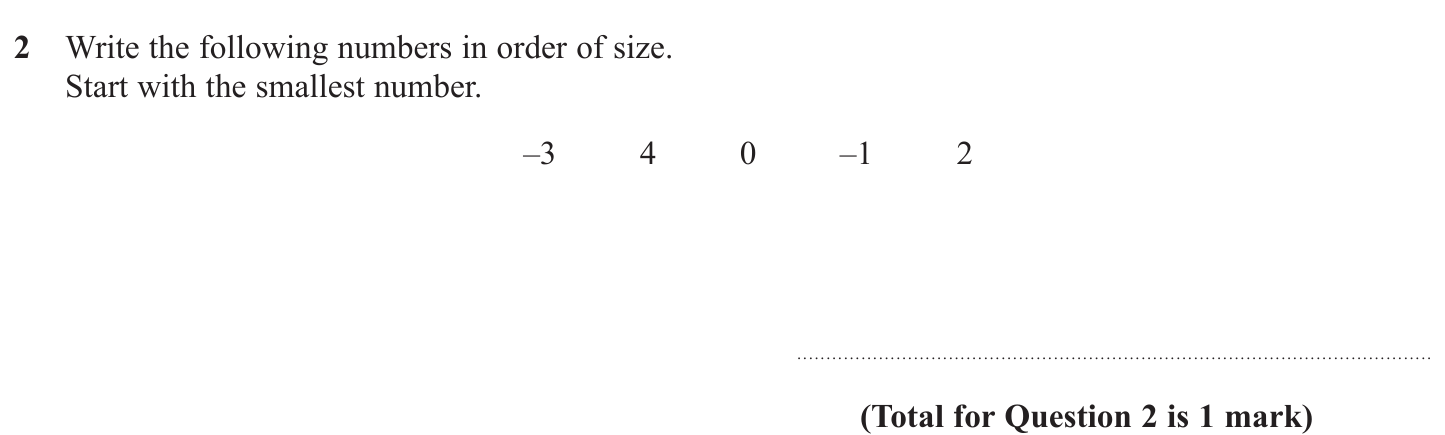 2 Write the following numbers in order of size.
Start with the smallest number.
–3 4 0 –1 2
(Total for Question 2 is 1 mark)